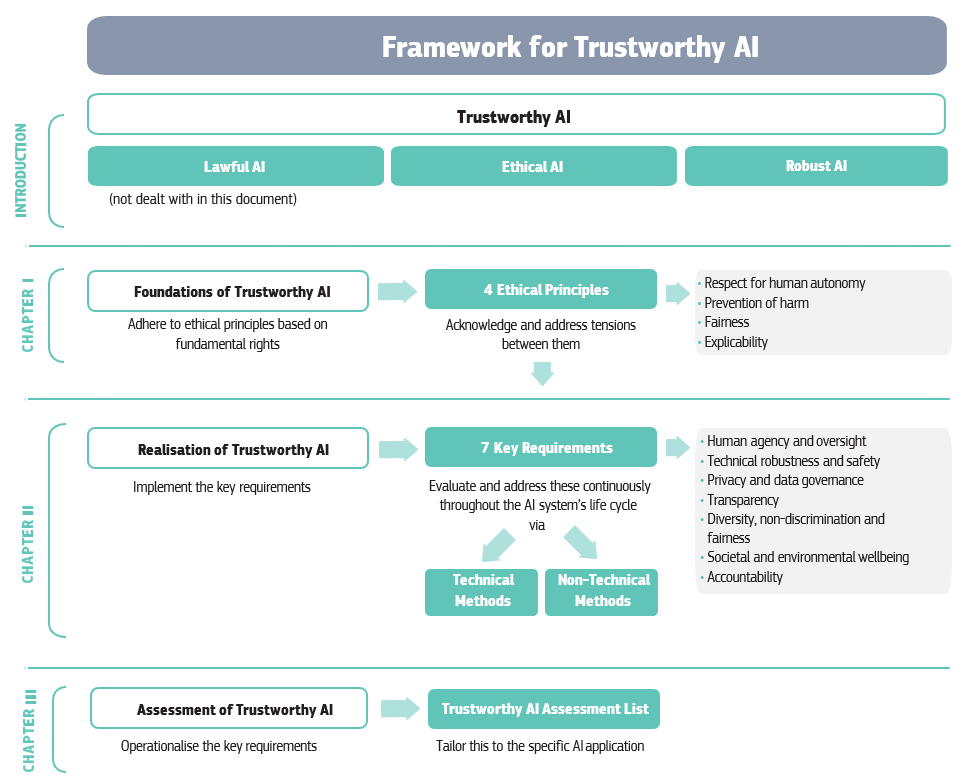 Framework for Trustworthy AI
INTRODUCTION
Trustworthy AI
Lawful AI
Ethical AI
Robust AI
(not dealt with in this document)
CHAPTER I
Foundations of Trustworthy AI
Adhere to ethical principles based on
fundamental rights
4 Ethical Principles
Acknowledge and address tensions
between them
• Respect for human autonomy
• Prevention of harm
• Fairness
• Explicability
CHAPTER II
Realisation of Trustworthy AI
Implement the key requirements
7 Key Requirements
Evaluate and address these continuously
throughout the AI system's life cycle
via
Technical
Methods
Non-Technical
Methods
• Human agency and oversight
• Technical robustness and safety
• Privacy and data governance
• Transparency
• Diversity, non-discrimination and
fairness
• Societal and environmental wellbeing
• Accountability
CHAPTER III
Assessment of Trustworthy AI
Operationalise the key requirements
Trustworthy AI Assessment List
Tailor this to the specific AI application